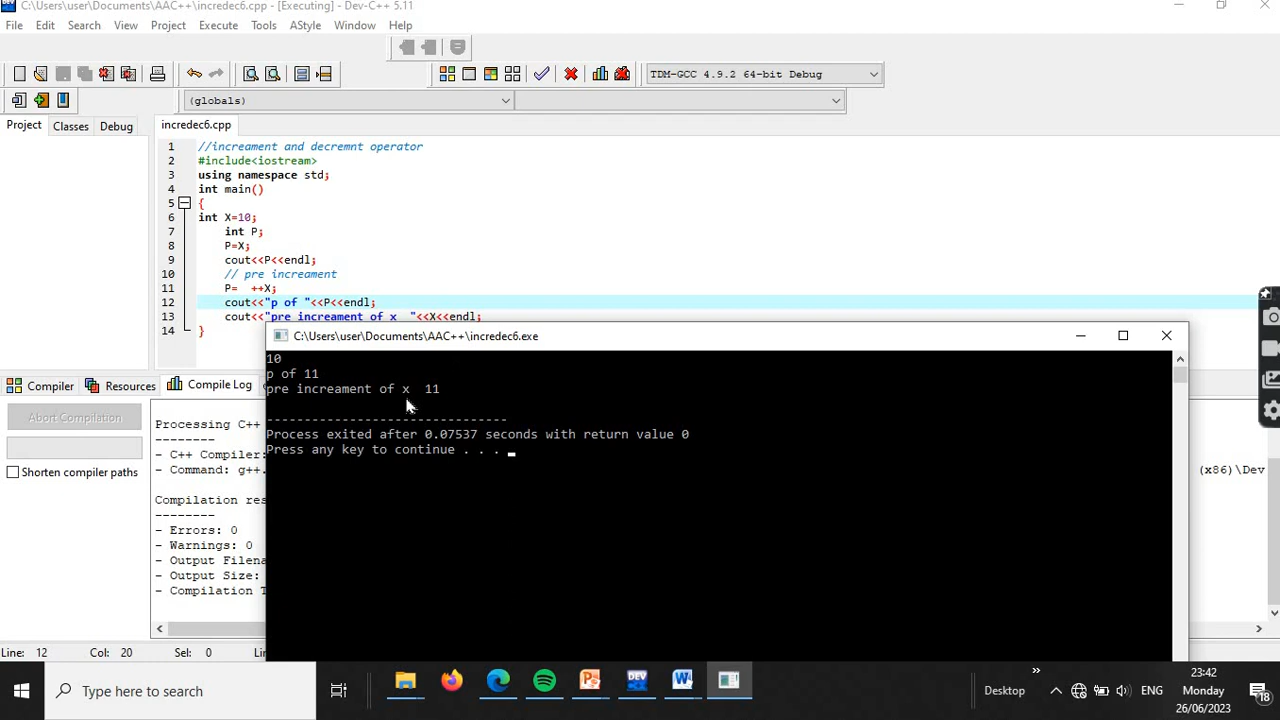 C:\Users\user\Documents\AAC++\incredec6.cpp - [Executing] - Dev-C++ 5.11
File Edit Search View Project Execute Tools AStyle Window Help
TDM-GCC 4.9.2 64-bit Debug
(globals)
Project Classes Debug
incredec6.cpp
1 //increament and decremnt operator
2 #include<iostream>
3 using namespace std;
4 int main()
5 {
6 int X=10;
7 int P;
8 P=X;
9 cout<<P<<endl;
10 // pre increament
11 P=  ++X;
12 cout<<"p of "<<P<<endl;
13 cout<<"pre increament of x  "<<X<<endl;
14 }
C:\Users\user\Documents\AAC++\incredec6.exe
10
p of 11
pre increament of x  11
--------------------------------
Process exited after 0.07537 seconds with return value 0
Press any key to continue . . .
Compiler Resources Compile Log
Abort Compilation
Shorten compiler paths
Processing C++
--------
- C++ Compiler:
- Command: g++.
(x86)\Dev
Compilation res
--------
- Errors: 0
- Warnings: 0
- Output Filena
- Output Size:
- Compilation T
Line: 12 Col: 20 Sel: 0
Type here to search
Desktop
ENG
23:42
Monday
26/06/2023
18